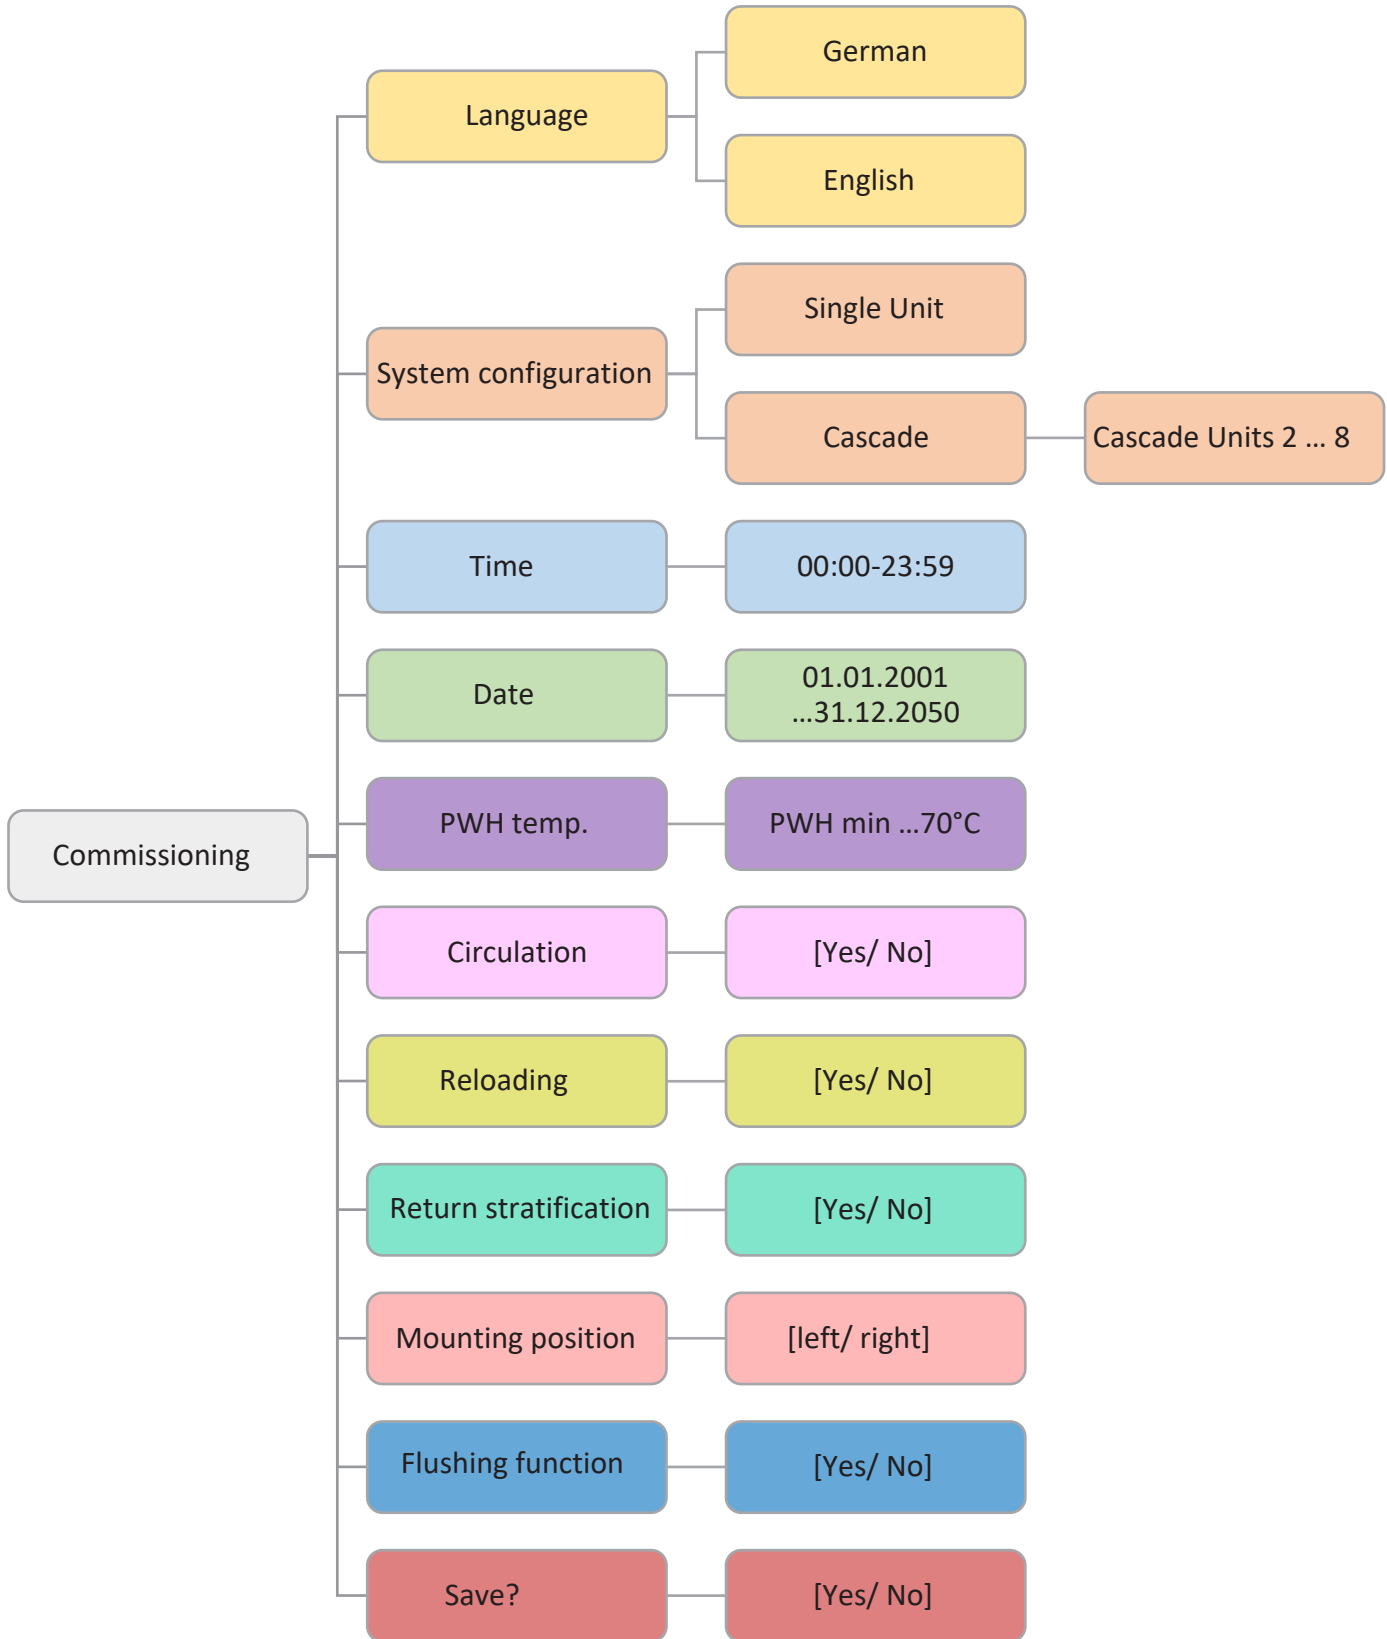 German
Language
English
Single Unit
System configuration
Cascade
Cascade Units 2 ... 8
Time
00:00-23:59
Date
01.01.2001
...31.12.2050
PWH temp.
PWH min ...70°C
Commissioning
Circulation
[Yes/ No]
Reloading
[Yes/ No]
Return stratification
[Yes/ No]
Mounting position
[left/ right]
Flushing function
[Yes/ No]
Save?
[Yes/ No]